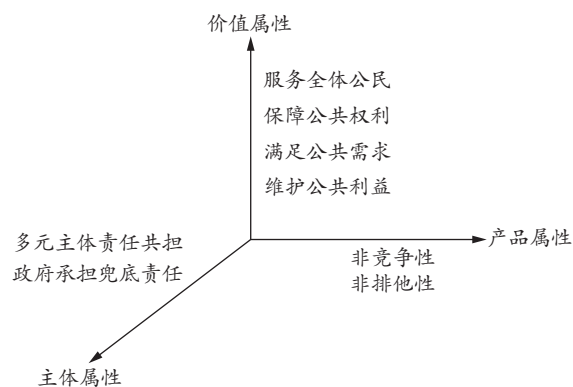 价值属性
服务全体公民
保障公共权利
满足公共需求
维护公共利益
多元主体责任共担
政府承担兜底责任
产品属性
非竞争性
非排他性
主体属性